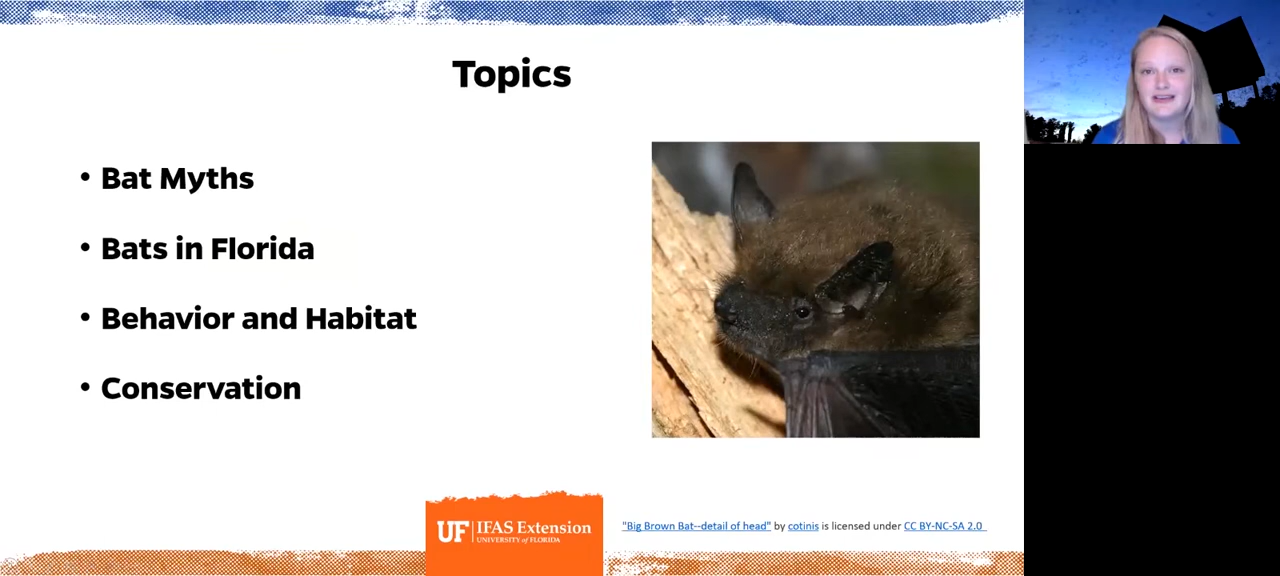 Topics
• Bat Myths
• Bats in Florida
• Behavior and Habitat
• Conservation
UF IFAS Extension
UNIVERSITY of FLORIDA
"Big Brown Bat--detail of head" by cotinis is licensed under CC BY-NC-SA 2.0